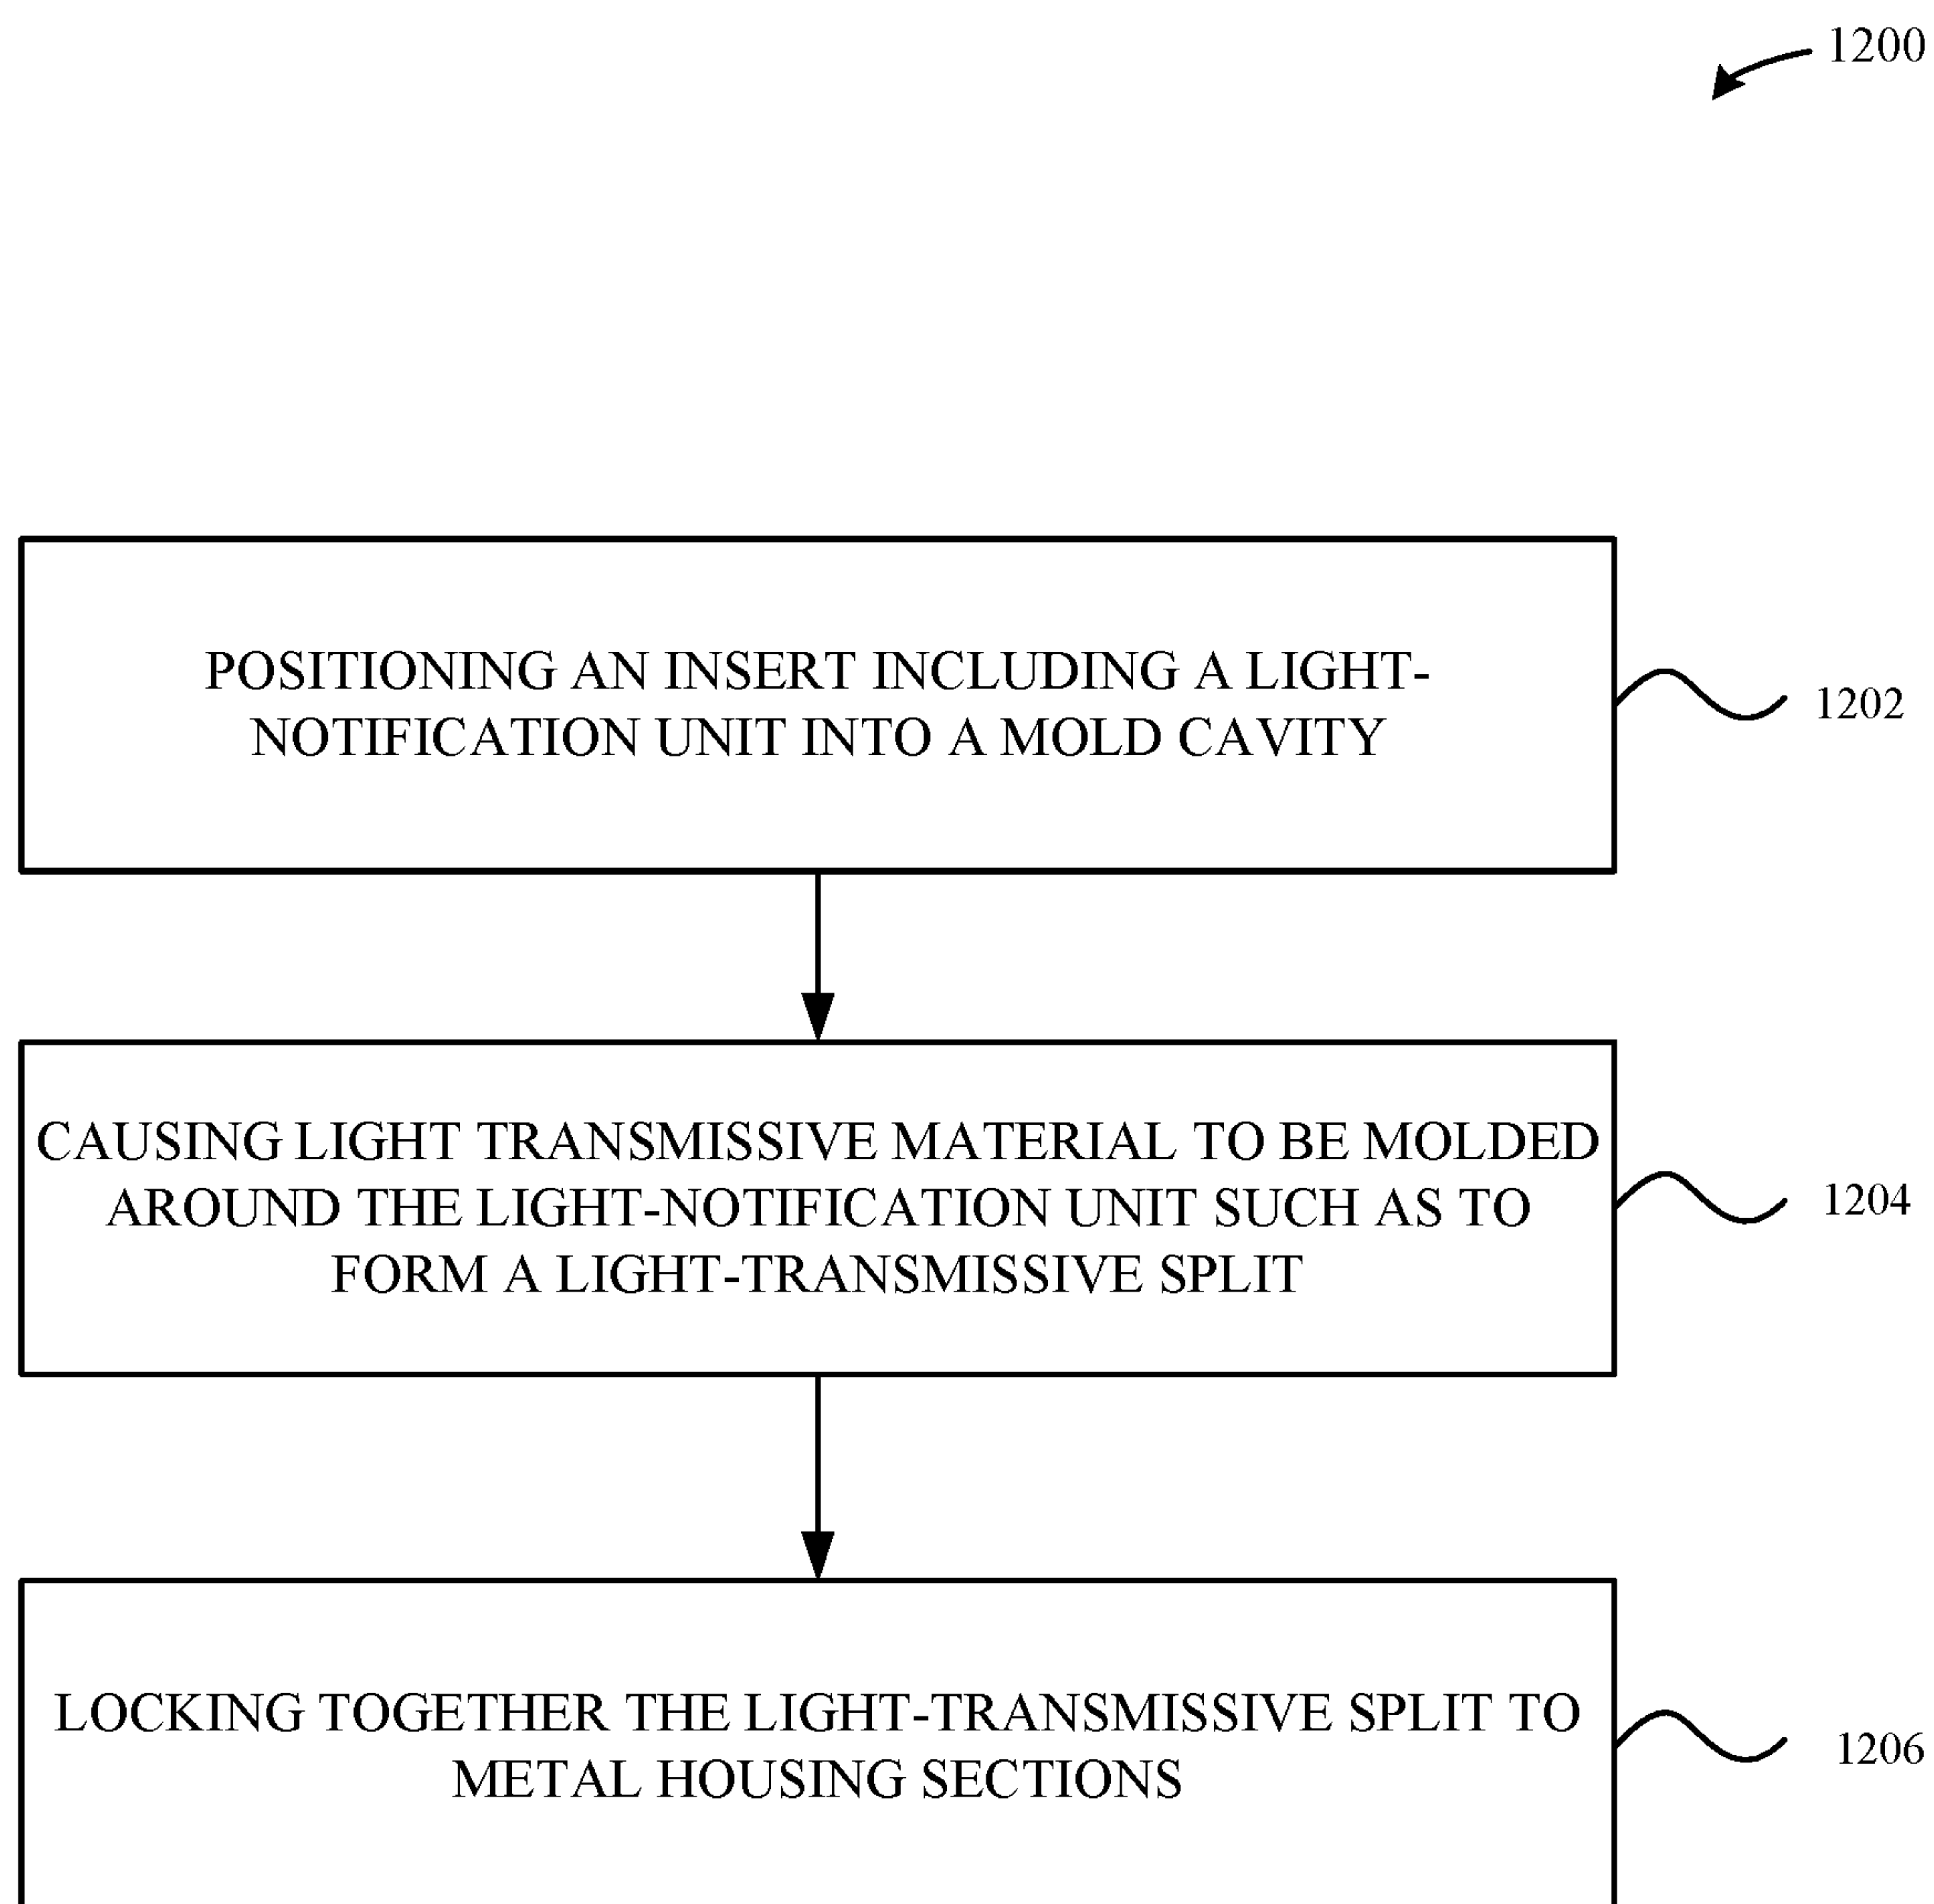 1200
POSITIONING AN INSERT INCLUDING A LIGHT-
NOTIFICATION UNIT INTO A MOLD CAVITY
1202
CAUSING LIGHT TRANSMISSIVE MATERIAL TO BE MOLDED
AROUND THE LIGHT-NOTIFICATION UNIT SUCH AS TO
FORM A LIGHT-TRANSMISSIVE SPLIT
1204
LOCKING TOGETHER THE LIGHT-TRANSMISSIVE SPLIT TO
METAL HOUSING SECTIONS
1206